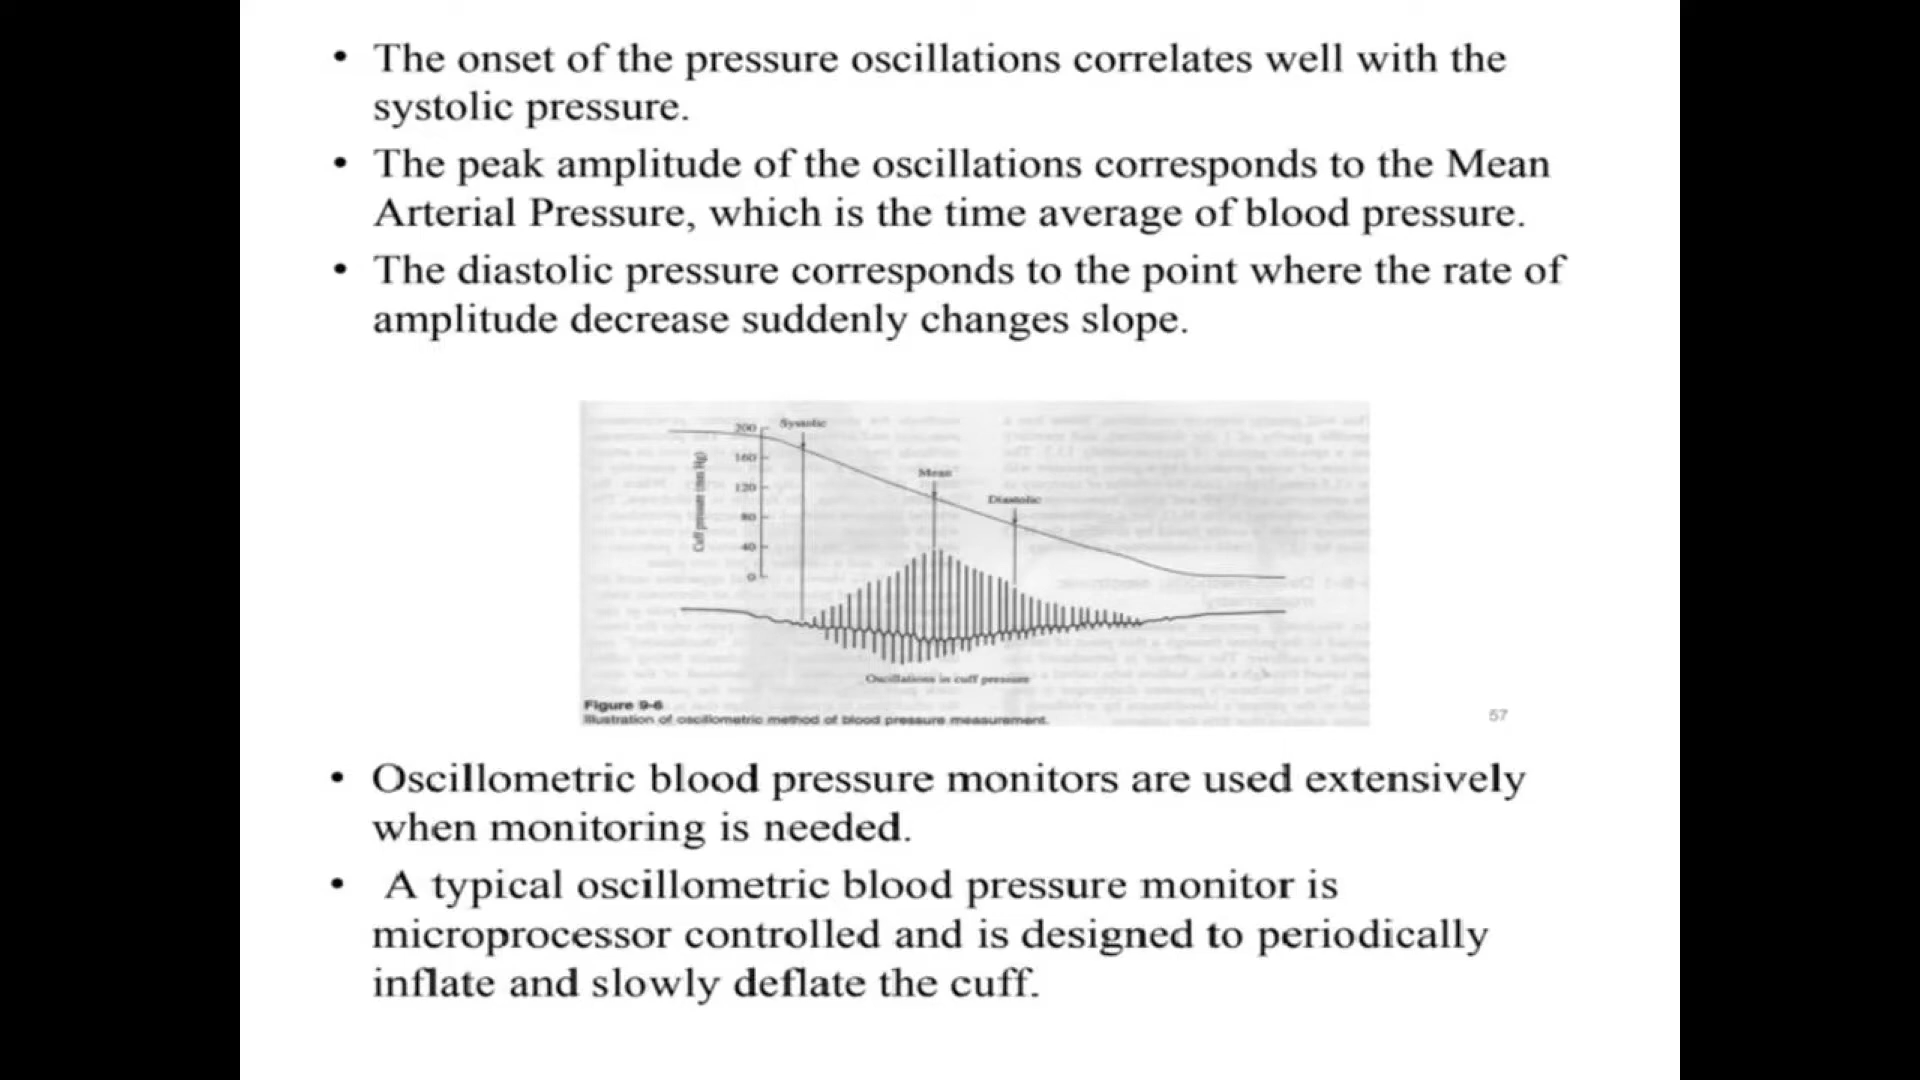 • The onset of the pressure oscillations correlates well with the
systolic pressure.
• The peak amplitude of the oscillations corresponds to the Mean
Arterial Pressure, which is the time average of blood pressure.
• The diastolic pressure corresponds to the point where the rate of
amplitude decrease suddenly changes slope.
Systolic
200
160
120
80
40
0
Cuff pressure (mm Hg)
Mean
Diastolic
Oscillations in cuff pressure
Figure 9-6
Illustration of oscillometric method of blood pressure measurement.
57
• Oscillometric blood pressure monitors are used extensively
when monitoring is needed.
• A typical oscillometric blood pressure monitor is
microprocessor controlled and is designed to periodically
inflate and slowly deflate the cuff.